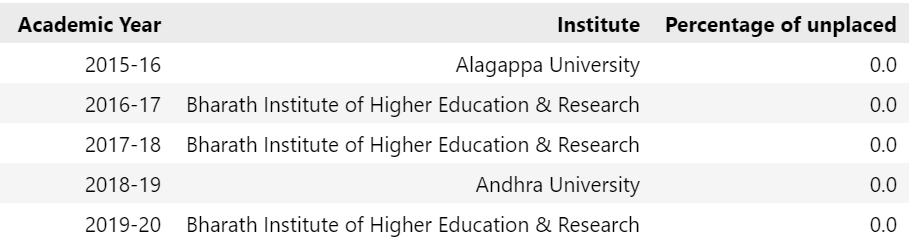 Academic Year Institute Percentage of unplaced
2015-16 Alagappa University 0.0
2016-17 Bharath Institute of Higher Education & Research 0.0
2017-18 Bharath Institute of Higher Education & Research 0.0
2018-19 Andhra University 0.0
2019-20 Bharath Institute of Higher Education & Research 0.0